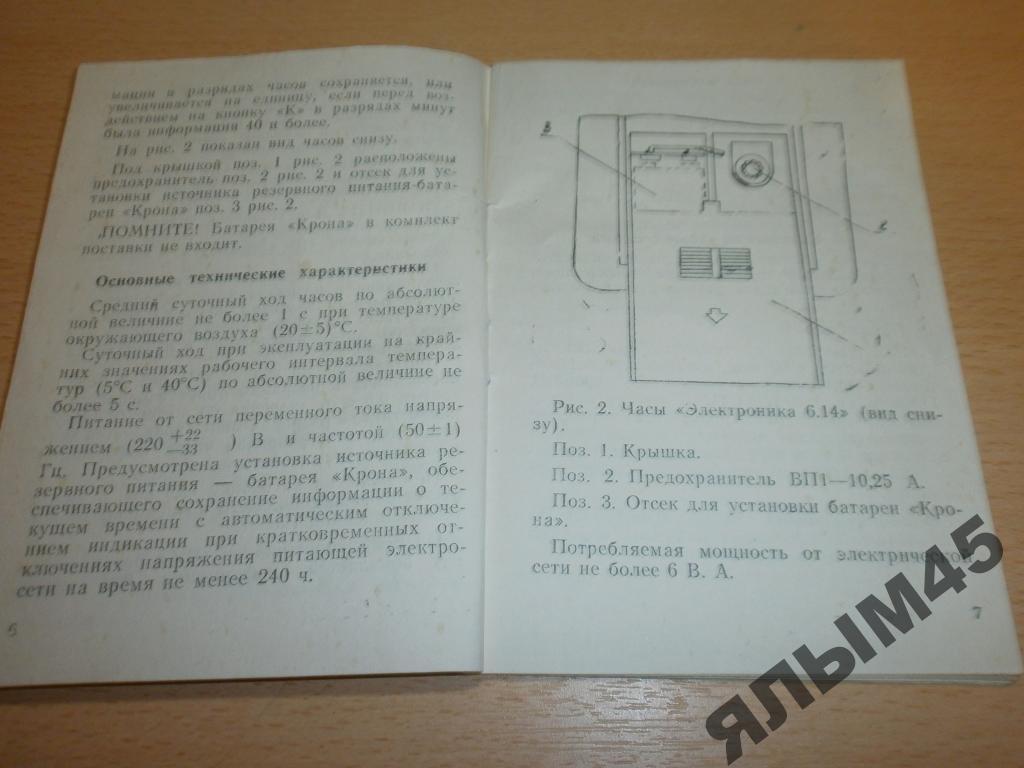 мации в разрядах часов сохраняется, или
увеличивается на единицу, если перед воз-
действием на кнопку «К» в разрядах минут
была информация 40 и более.
На рис. 2 показан вид часов снизу.
Под крышкой поз. 1 рис. 2 расположены
предохранитель поз. 2 рис. 2 и отсек для ус-
тановки источника резервного питания-бата-
реи «Крона» поз. 3 рис. 2.
ПОМНИТЕ! Батарея «Крона» в комплект
поставки не входит.
Основные технические характеристики
Средний суточный ход часов по абсолют-
ной величине не более 1 с при температуре
окружающего воздуха (20±5)°С.
Суточный ход при эксплуатации на край-
них значениях рабочего интервала темпера-
тур (5°С и 40°С) по абсолютной величине не
более 5 с.
Питание от сети переменного тока напря-
жением (220 +22 −33 ) В и частотой (50±1)
Гц. Предусмотрена установка источника ре-
зервного питания — батарея «Крона», обе-
спечивающего сохранение информации о те-
кущем времени с автоматическим отключе-
нием индикации при кратковременных от-
ключениях напряжения питающей электро-
сети на время не менее 240 ч.
6
3
2
1
Рис. 2. Часы «Электроника 6.14» (вид сни-
зу).
Поз. 1. Крышка.
Поз. 2. Предохранитель ВП1—10,25 А.
Поз. 3. Отсек для установки батареи «Кро-
на».
Потребляемая мощность от электрической
сети не более 6 В. А.
7
ЯЛЫМ45